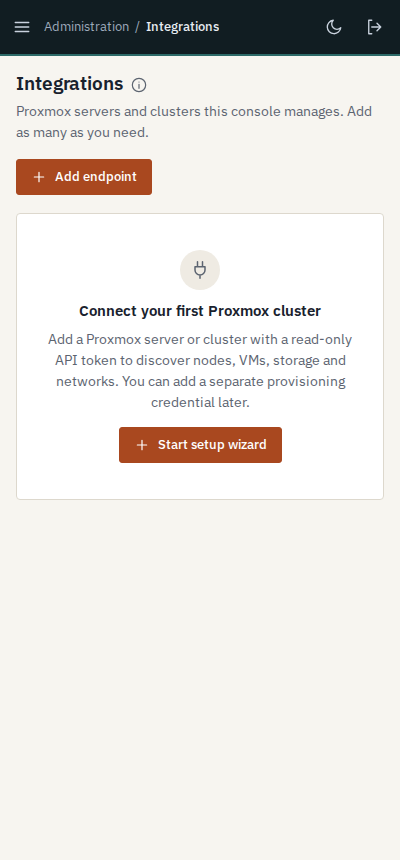 Administration / Integrations
Integrations
Proxmox servers and clusters this console manages. Add
as many as you need.
Add endpoint
Connect your first Proxmox cluster
Add a Proxmox server or cluster with a read-only
API token to discover nodes, VMs, storage and
networks. You can add a separate provisioning
credential later.
Start setup wizard